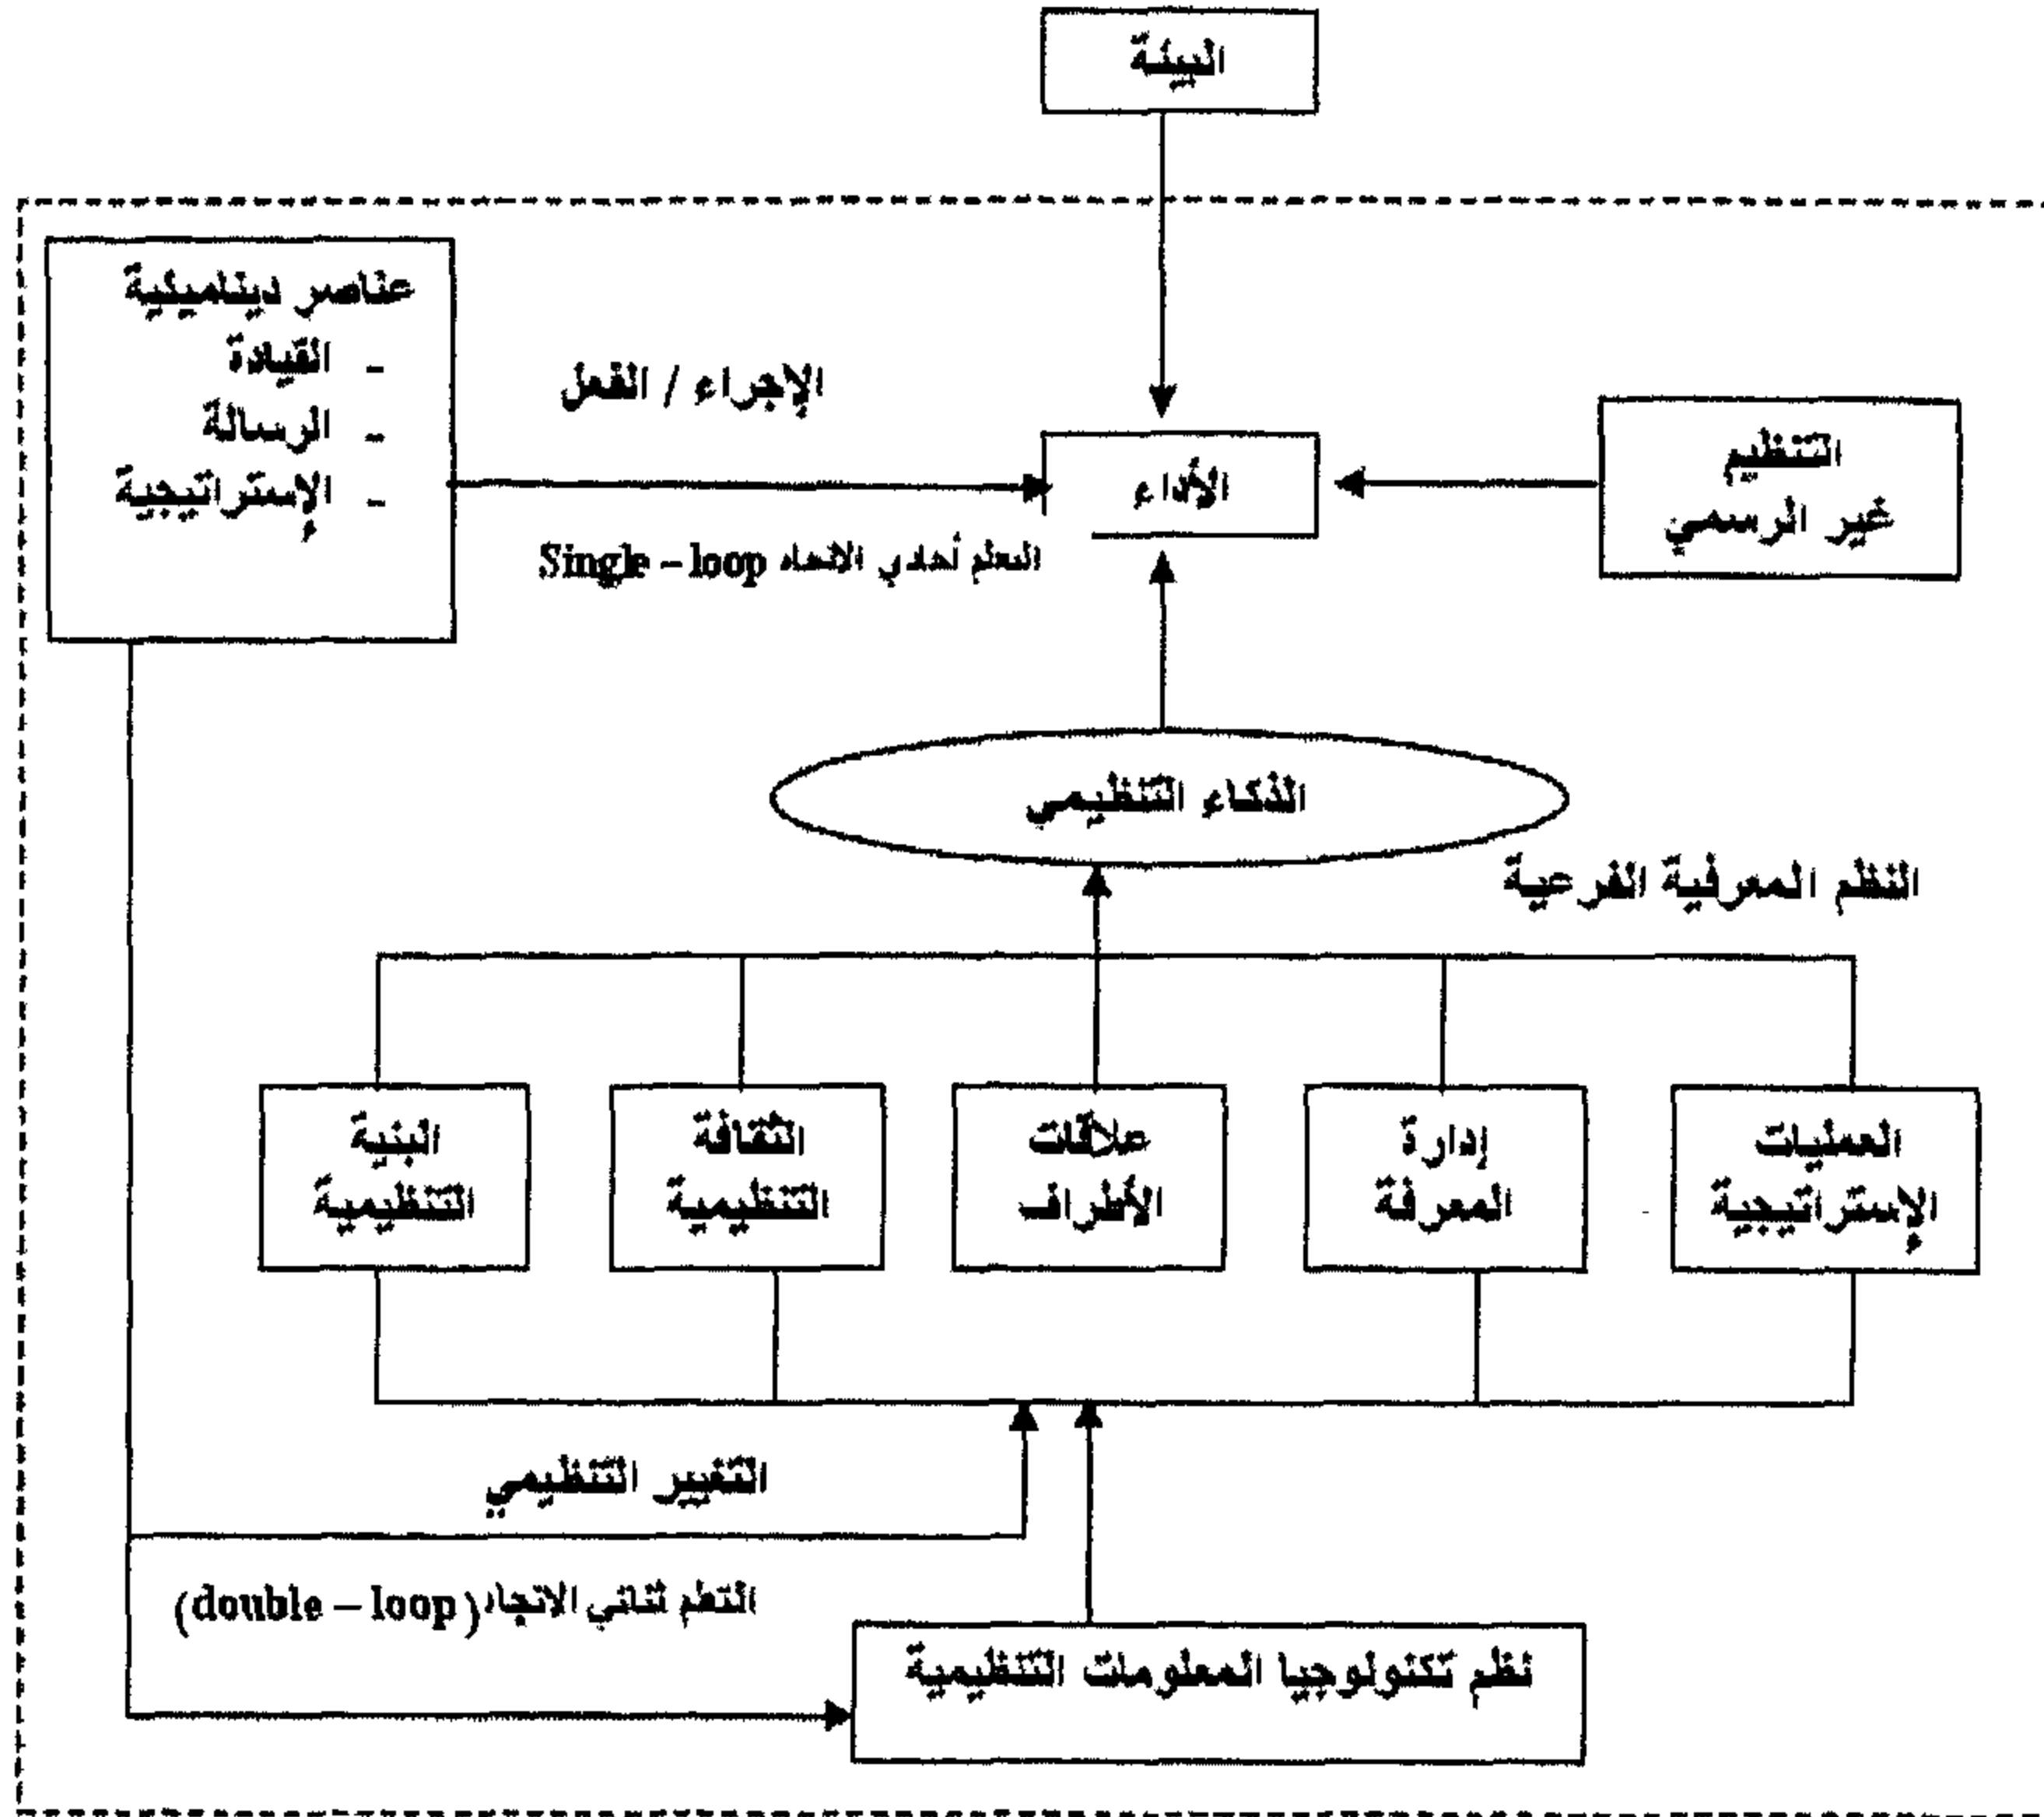 البيئة
عناصر ديناميكية
- القيادة
- الرسالة
- الإستراتيجية
الإجراء / الفعل
التعلم أحادي الاتجاه Single – loop
الأداء
التنظيم
غير الرسمي
الذكاء التنظيمي
النظم المعرفية الفرعية
العمليات
الإستراتيجية
إدارة
المعرفة
علاقات
الأطراف
الثقافة
التنظيمية
البنية
التنظيمية
التغيير التنظيمي
التعلم ثنائي الاتجاه (double – loop)
نظم تكنولوجيا المعلومات التنظيمية